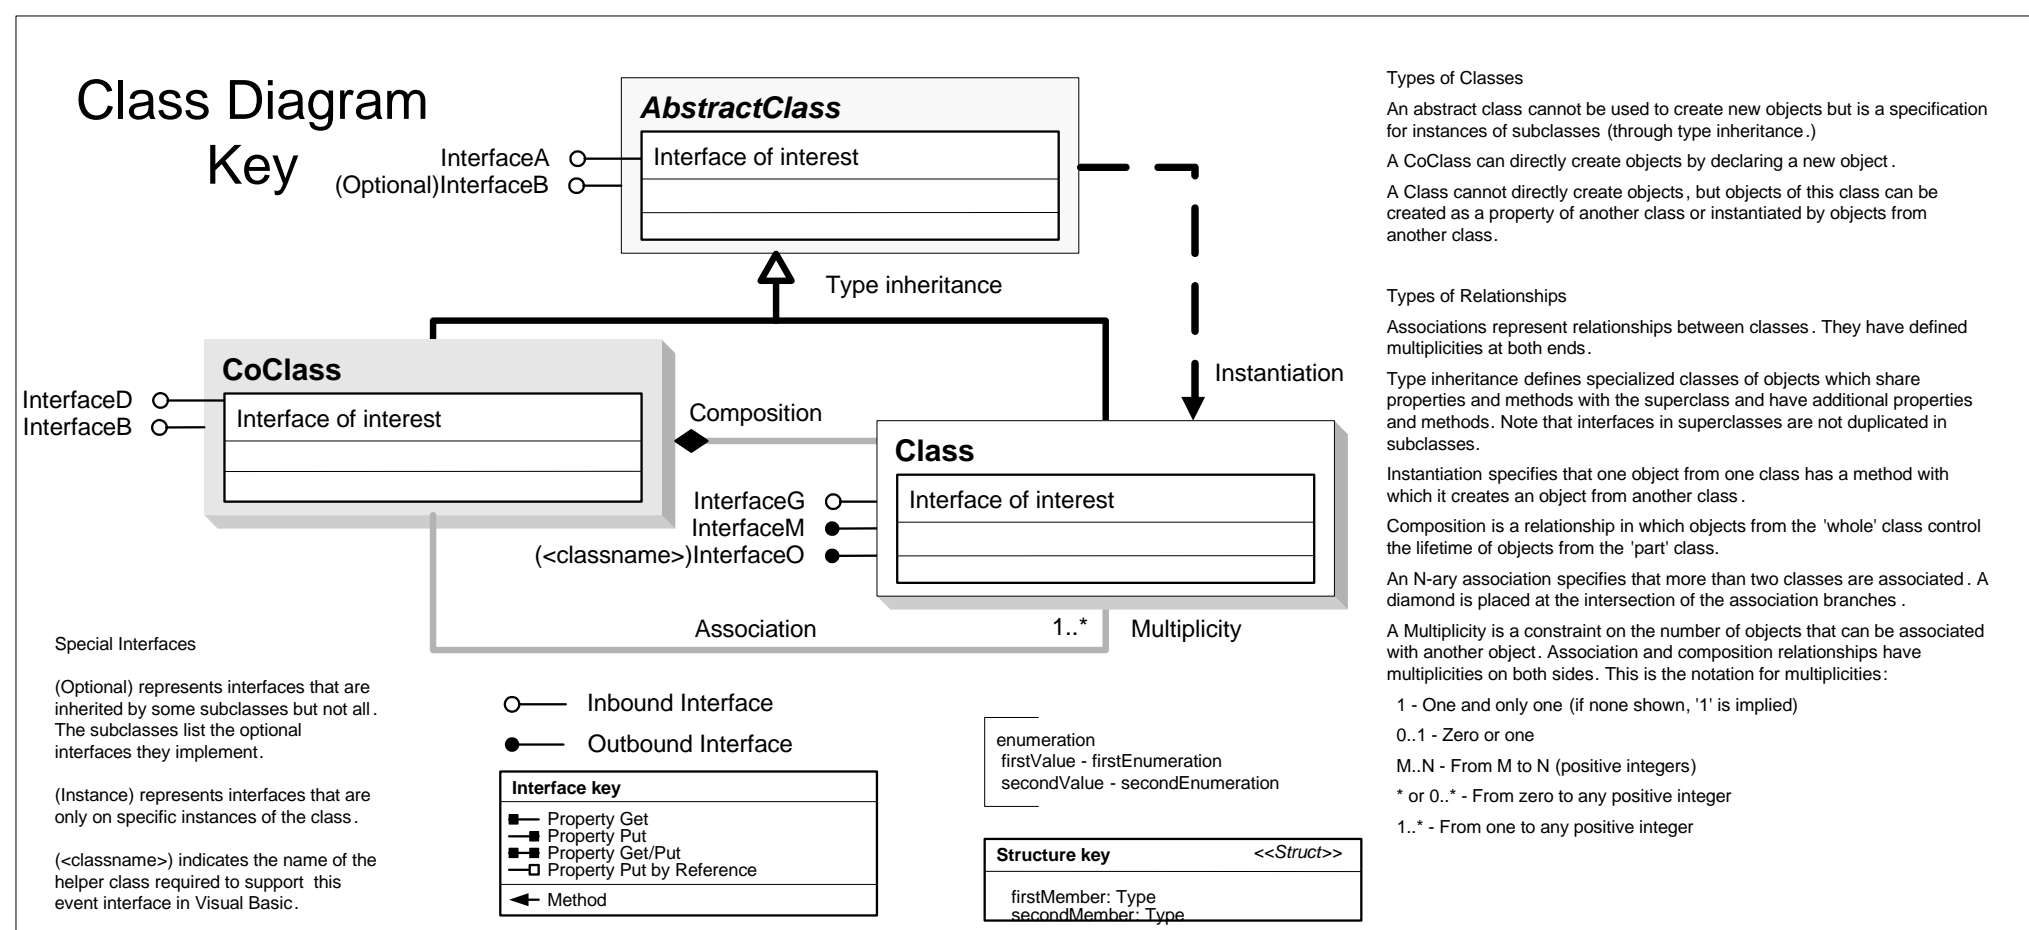 Class Diagram
Key
AbstractClass
Interface of interest
InterfaceA
(Optional)InterfaceB
Type inheritance
CoClass
Interface of interest
InterfaceD
InterfaceB
Composition
Instantiation
Class
Interface of interest
InterfaceG
InterfaceM
(<classname>)InterfaceO
Association
1..*
Multiplicity
Special Interfaces
(Optional) represents interfaces that are
inherited by some subclasses but not all.
The subclasses list the optional
interfaces they implement.
(Instance) represents interfaces that are
only on specific instances of the class.
(<classname>) indicates the name of the
helper class required to support this
event interface in Visual Basic.
Inbound Interface
Outbound Interface
Interface key
Property Get
Property Put
Property Get/Put
Property Put by Reference
Method
enumeration
firstValue - firstEnumeration
secondValue - secondEnumeration
Structure key
<<Struct>>
firstMember: Type
secondMember: Type
Types of Classes
An abstract class cannot be used to create new objects but is a specification
for instances of subclasses (through type inheritance.)
A CoClass can directly create objects by declaring a new object.
A Class cannot directly create objects, but objects of this class can be
created as a property of another class or instantiated by objects from
another class.
Types of Relationships
Associations represent relationships between classes. They have defined
multiplicities at both ends.
Type inheritance defines specialized classes of objects which share
properties and methods with the superclass and have additional properties
and methods. Note that interfaces in superclasses are not duplicated in
subclasses.
Instantiation specifies that one object from one class has a method with
which it creates an object from another class.
Composition is a relationship in which objects from the 'whole' class control
the lifetime of objects from the 'part' class.
An N-ary association specifies that more than two classes are associated. A
diamond is placed at the intersection of the association branches.
A Multiplicity is a constraint on the number of objects that can be associated
with another object. Association and composition relationships have
multiplicities on both sides. This is the notation for multiplicities:
1 - One and only one (if none shown, '1' is implied)
0..1 - Zero or one
M..N - From M to N (positive integers)
* or 0..* - From zero to any positive integer
1..* - From one to any positive integer